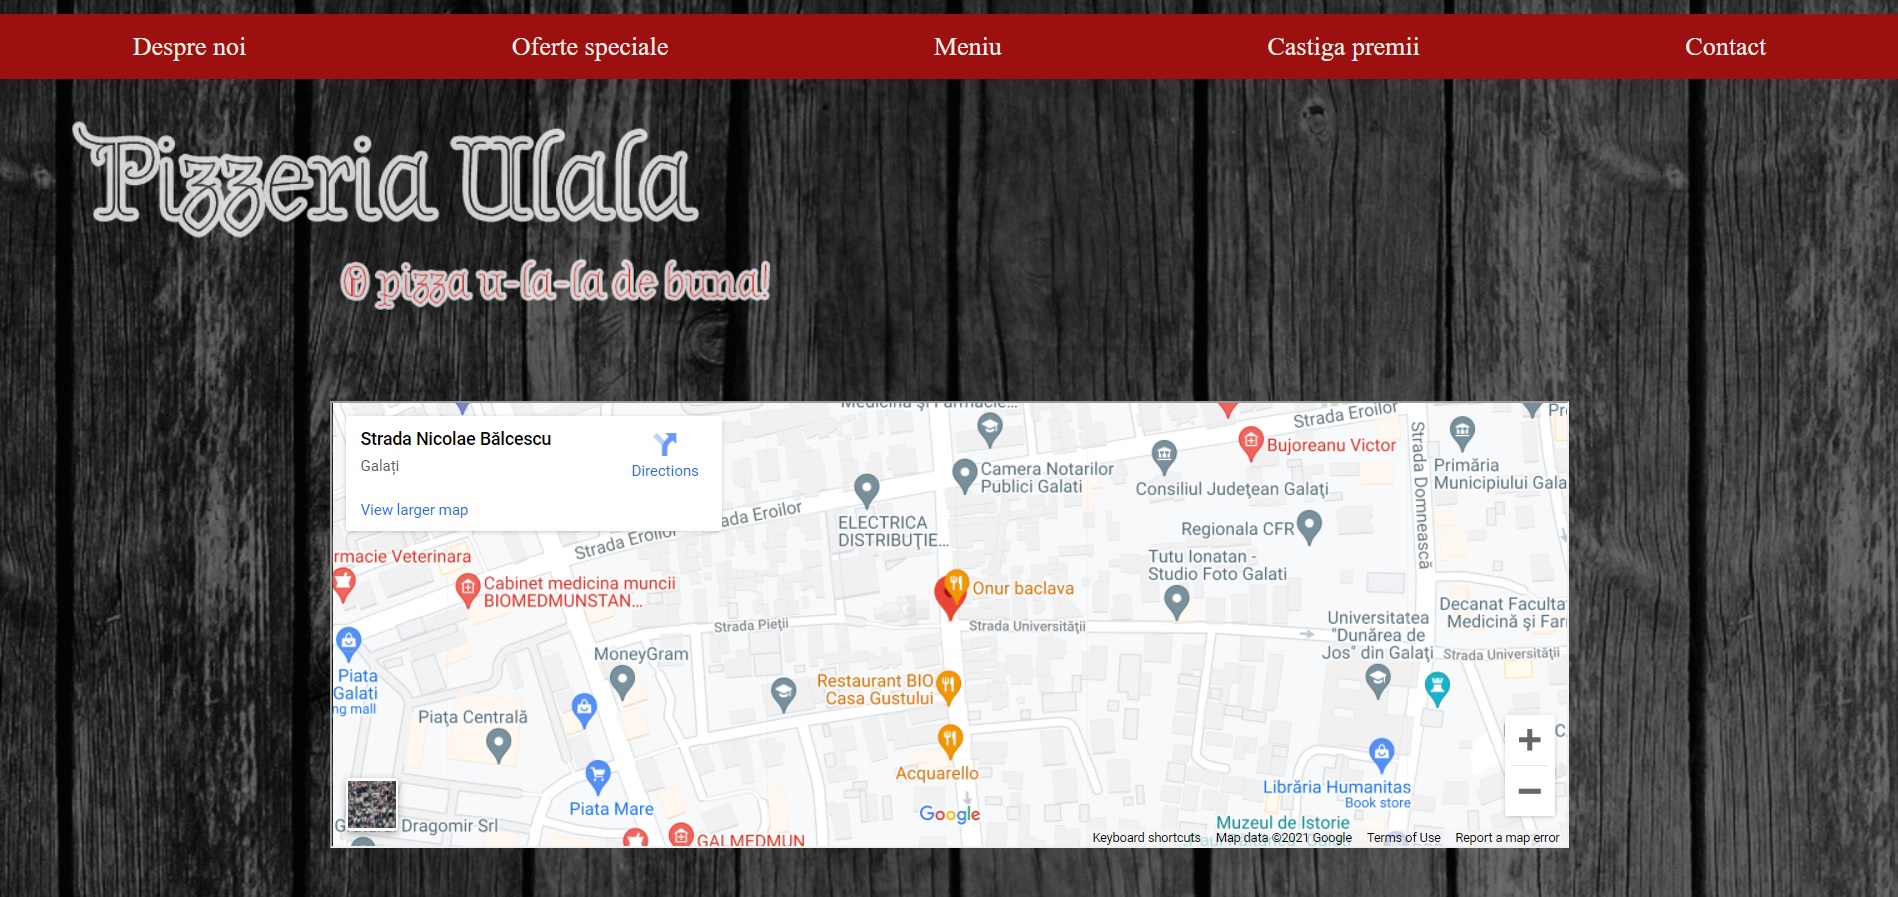 Despre noi
Oferte speciale
Meniu
Castiga premii
Contact
Pizzeria Ulala
O pizza u-la-la de buna!
Strada Nicolae Bălcescu
Galați
Directions
View larger map
Strada Eroilor
Bujoreanu Victor
Camera Notarilor
Publici Galati
Consiliul Județean Galați
Strada Domnească
Primăria
Municipiului Gala
ELECTRICA
DISTRIBUȚIE...
ada Eroilor
Strada Eroilor
Regionala CFR
Tutu Ionatan -
Studio Foto Galati
rmacie Veterinara
Cabinet medicina muncii
BIOMEDMUNSTAN...
Onur baclava
Strada Pieții
Strada Universității
Universitatea
"Dunărea de
Jos" din Galați
Decanat Faculta
Medicină și Far
Strada Universității
MoneyGram
Piata
Galati
ng mall
Restaurant BIO
Casa Gustului
Piața Centrală
Acquarello
Piata Mare
Google
Librăria Humanitas
Book store
Dragomir Srl
GALMEDMUN
Muzeul de Istorie
Keyboard shortcuts
Map data ©2021 Google
Terms of Use
Report a map error